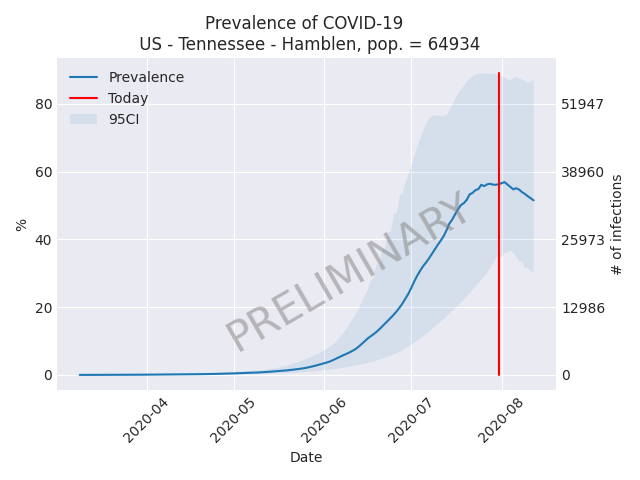 Prevalence of COVID-19
US - Tennessee - Hamblen, pop. = 64934
Prevalence
Today
95CI
PRELIMINARY
%
80
60
40
20
0
51947
38960
25973
12986
0
# of infections
2020-04
2020-05
2020-06
2020-07
2020-08
Date